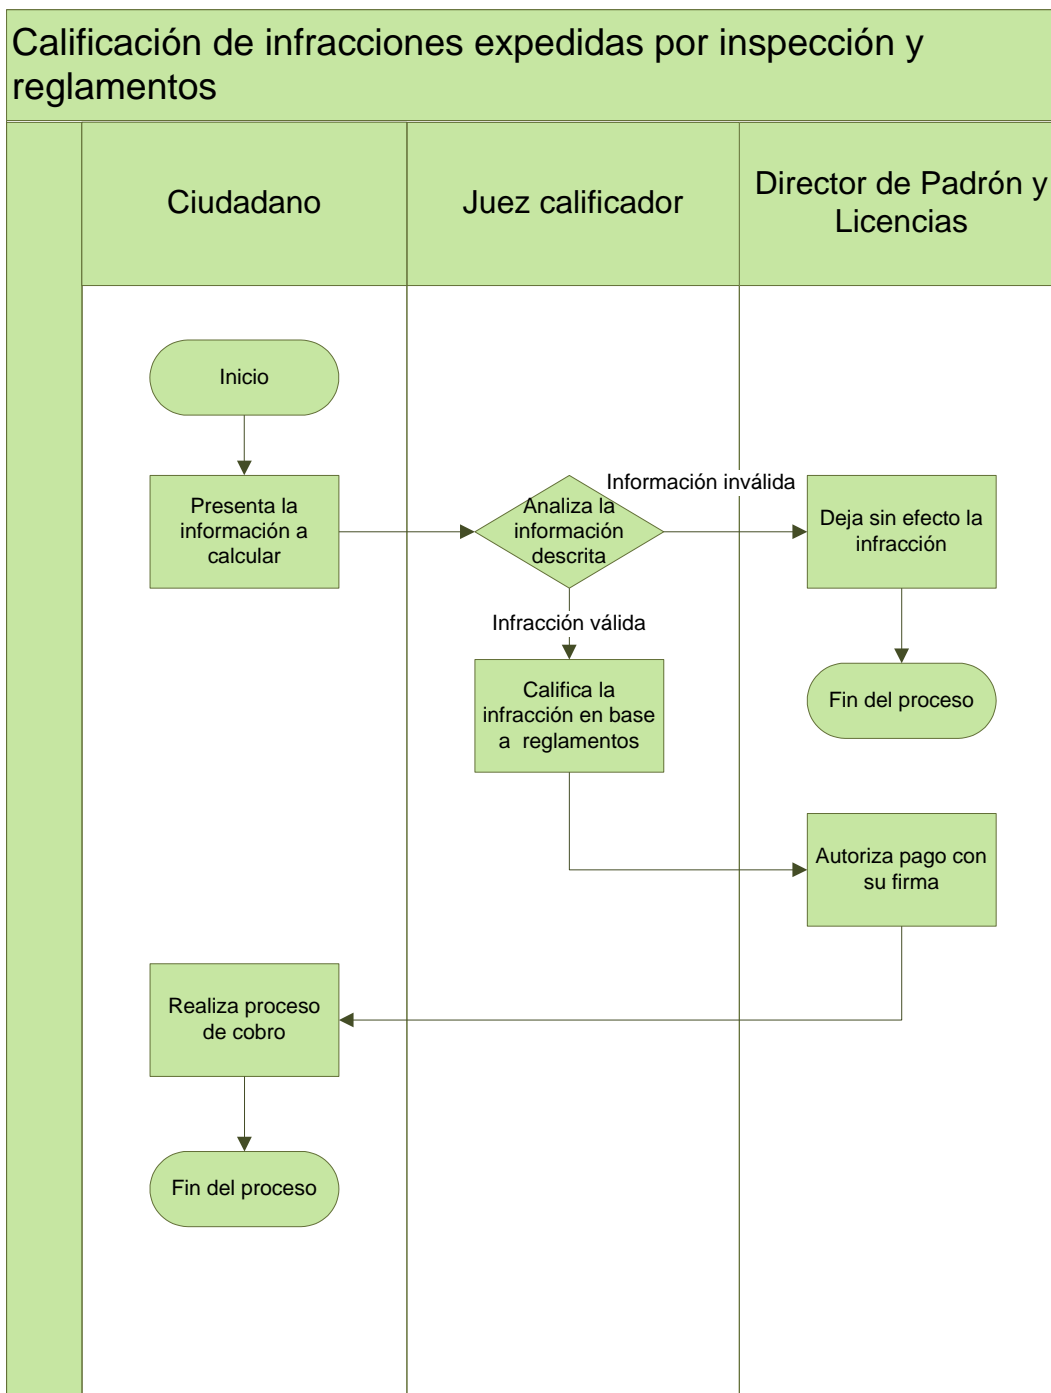 Calificación de infracciones expedidas por inspección y
reglamentos
Ciudadano
Juez calificador
Director de Padrón y
Licencias
Inicio
Presenta la
información a
calcular
Analiza la
información
descrita
Información inválida
Deja sin efecto la
infracción
Infracción válida
Califica la
infracción en base
a  reglamentos
Fin del proceso
Autoriza pago con
su firma
Realiza proceso
de cobro
Fin del proceso